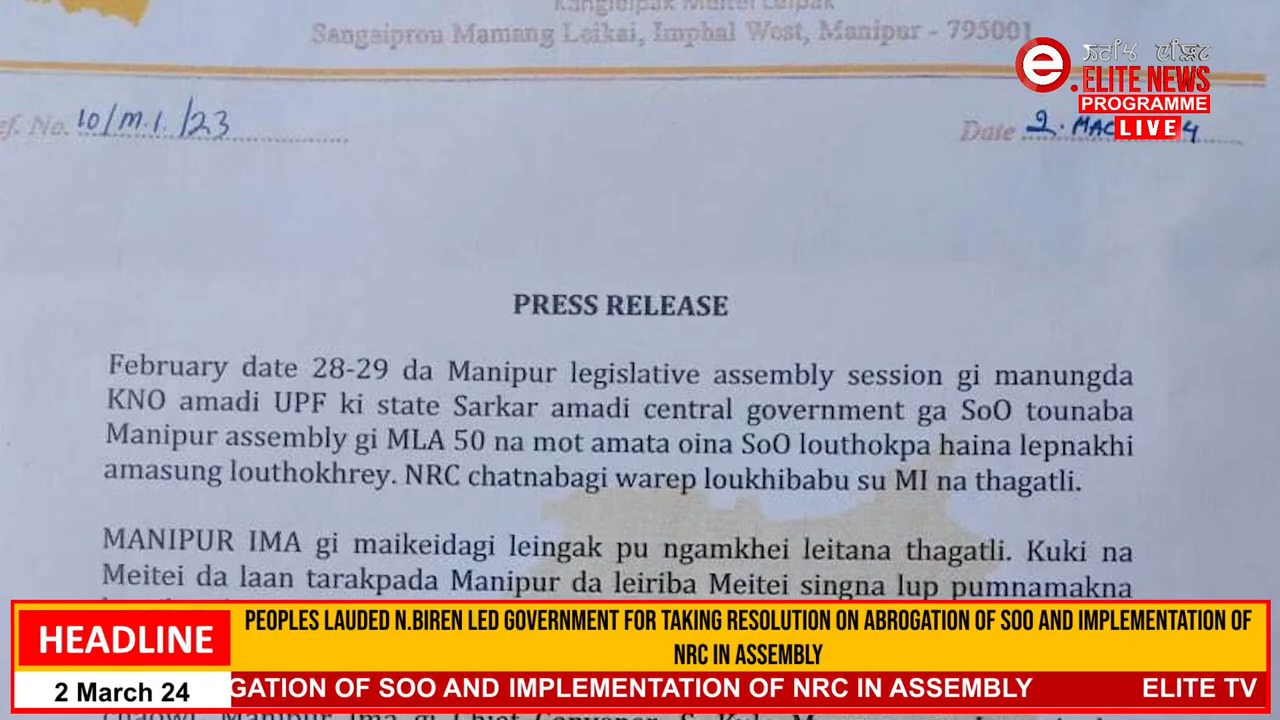 Kangleipak Meitei Leipak
Sangaiprou Mamang Leikai, Imphal West, Manipur - 795001
ef. No. 10/M.I./23
Date 2. MAC 4
e. ELITE NEWS
PROGRAMME
LIVE
PRESS RELEASE
February date 28-29 da Manipur legislative assembly session gi manungda
KNO amadi UPF ki state Sarkar amadi central government ga SoO tounaba
Manipur assembly gi MLA 50 na mot amata oina SoO louthokpa haina lepnakhi
amasung louthokhrey. NRC chatnabagi warep loukhibabu su MI na thagatli.
MANIPUR IMA gi maikeidagi leingak pu ngamkhei leitana thagatli. Kuki na
Meitei da laan tarakpada Manipur da leiriba Meitei singna lup pumnamakna
HEADLINE
PEOPLES LAUDED N.BIREN LED GOVERNMENT FOR TAKING RESOLUTION ON ABROGATION OF SOO AND IMPLEMENTATION OF
NRC IN ASSEMBLY
2 March 24
GATION OF SOO AND IMPLEMENTATION OF NRC IN ASSEMBLY
ELITE TV